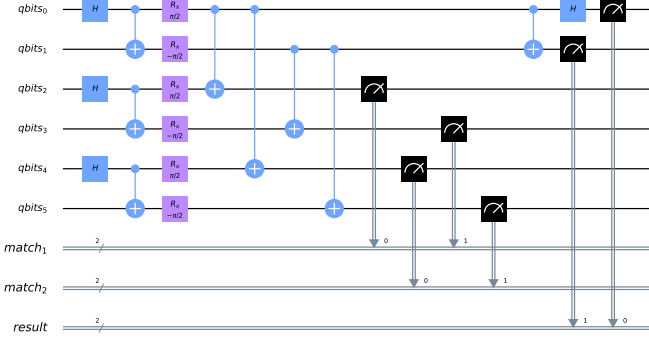 qbits0 H Rx π/2 H
qbits1 Rx −π/2
qbits2 H Rx π/2
qbits3 Rx −π/2
qbits4 H Rx π/2
qbits5 Rx −π/2
match1 2 0 1
match2 2 0 1
result 2 1 0